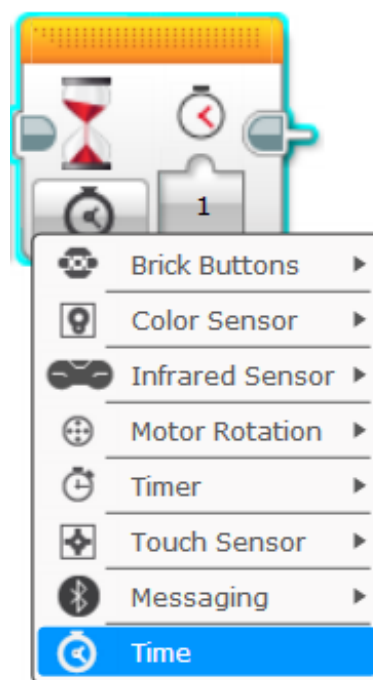 1
Brick Buttons
Color Sensor
Infrared Sensor
Motor Rotation
Timer
Touch Sensor
Messaging
Time